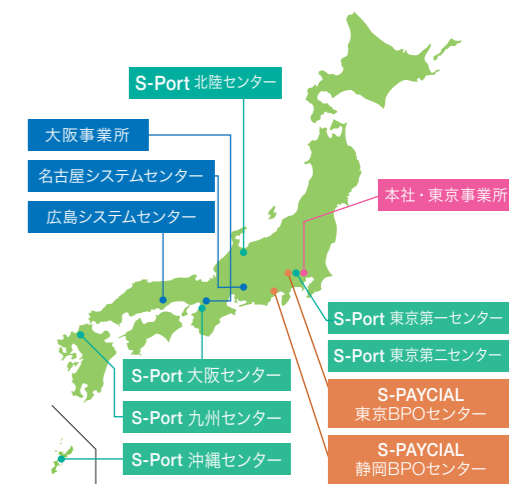 S-Port 北陸センター
大阪事業所
名古屋システムセンター
広島システムセンター
本社・東京事業所
S-Port 東京第一センター
S-Port 東京第二センター
S-Port 大阪センター
S-PAYCIAL
東京BPOセンター
S-Port 九州センター
S-PAYCIAL
静岡BPOセンター
S-Port 沖縄センター